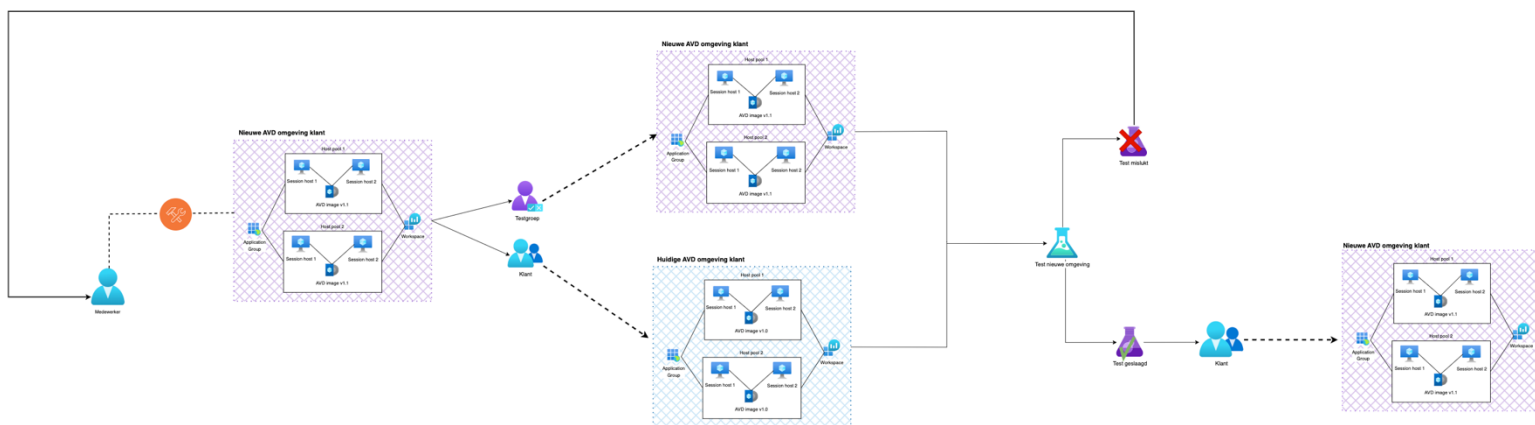 Nieuwe AVD omgeving klant
Host pool 1
Session host 1
Session host 2
AVD image v1.1
Host pool 2
Session host 1
Session host 2
AVD image v1.1
Application
Group
Workspace
Medewerker
Testgroep
Klant
Nieuwe AVD omgeving klant
Host pool 1
Session host 1
Session host 2
AVD image v1.1
Host pool 2
Session host 1
Session host 2
AVD image v1.1
Application
Group
Workspace
Huidige AVD omgeving klant
Host pool 1
Session host 1
Session host 2
AVD image v1.0
Host pool 2
Session host 1
Session host 2
AVD image v1.0
Application
Group
Workspace
Test nieuwe omgeving
Test mislukt
Test geslaagd
Klant
Nieuwe AVD omgeving klant
Host pool 1
Session host 1
Session host 2
AVD image v1.1
Host pool 2
Session host 1
Session host 2
AVD image v1.1
Application
Group
Workspace